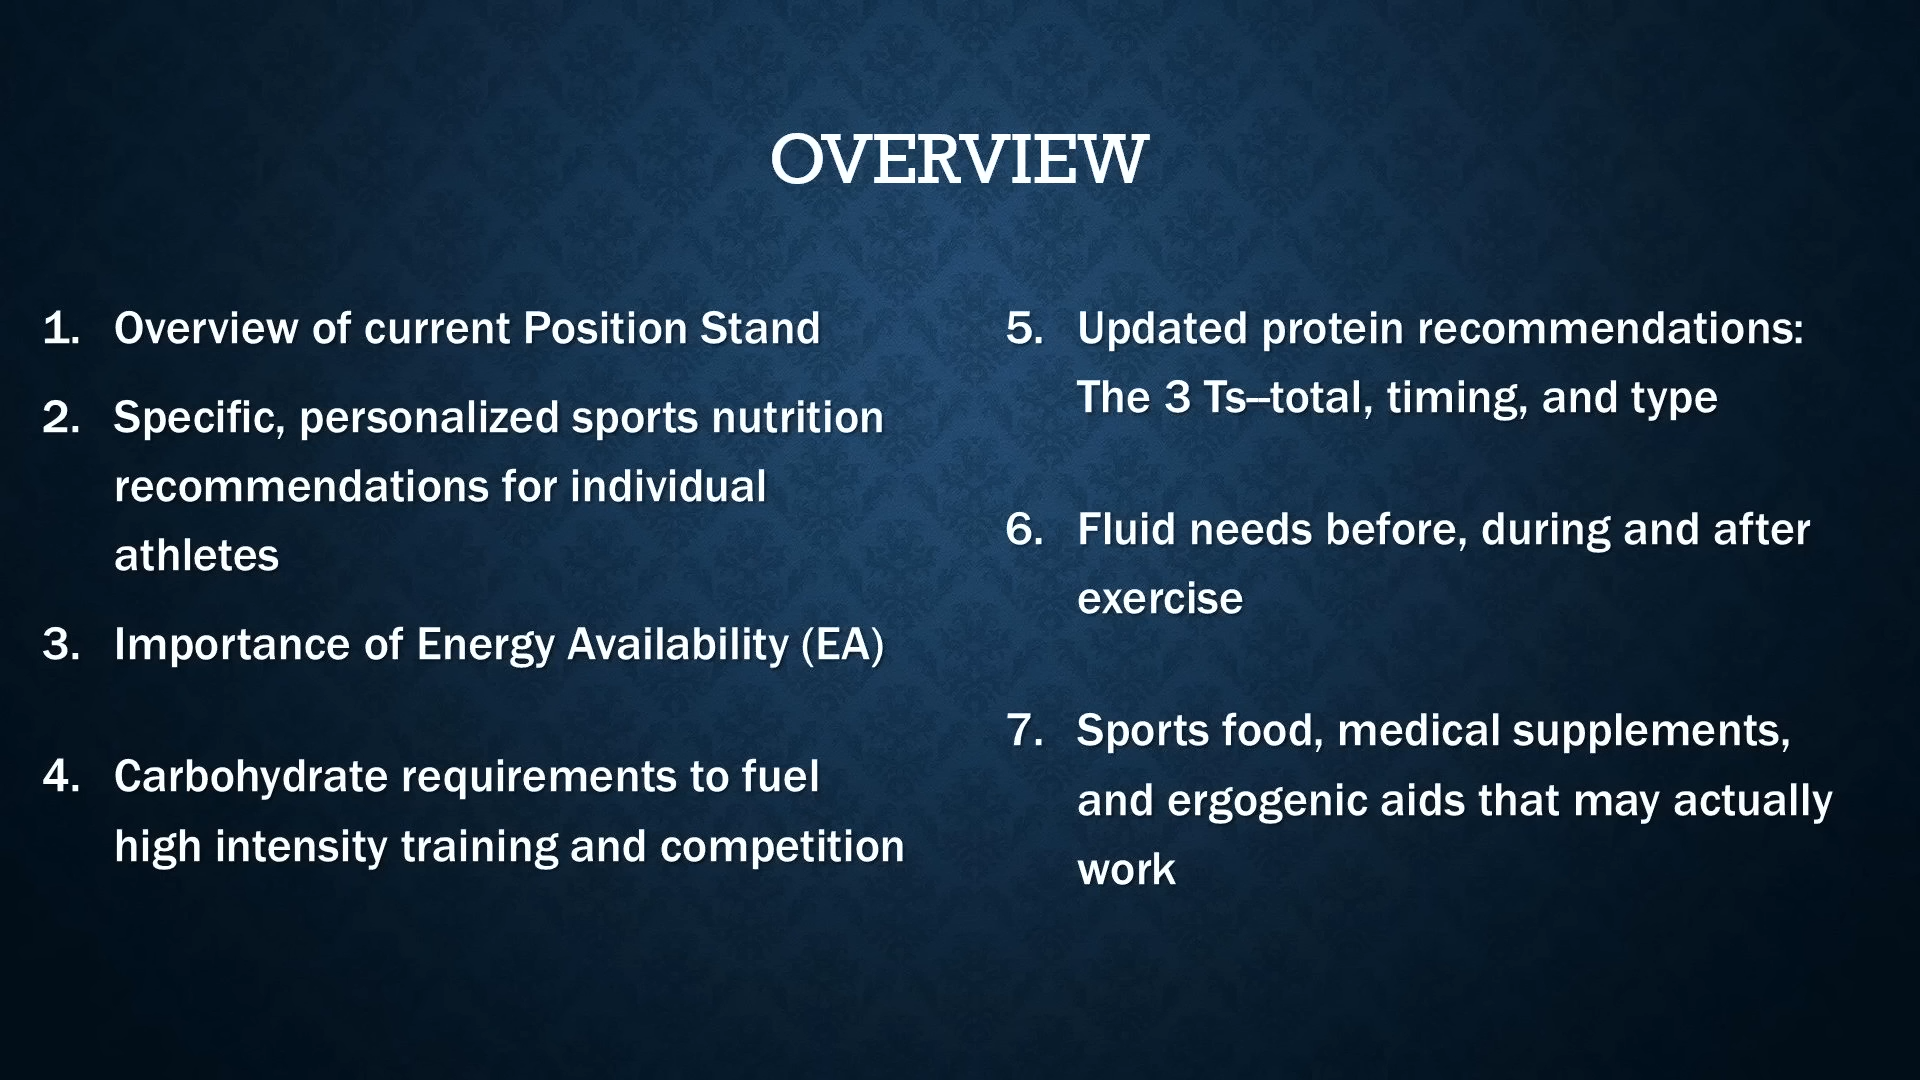 OVERVIEW
1. Overview of current Position Stand
2. Specific, personalized sports nutrition
recommendations for individual
athletes
3. Importance of Energy Availability (EA)
4. Carbohydrate requirements to fuel
high intensity training and competition
5. Updated protein recommendations:
The 3 Ts–total, timing, and type
6. Fluid needs before, during and after
exercise
7. Sports food, medical supplements,
and ergogenic aids that may actually
work